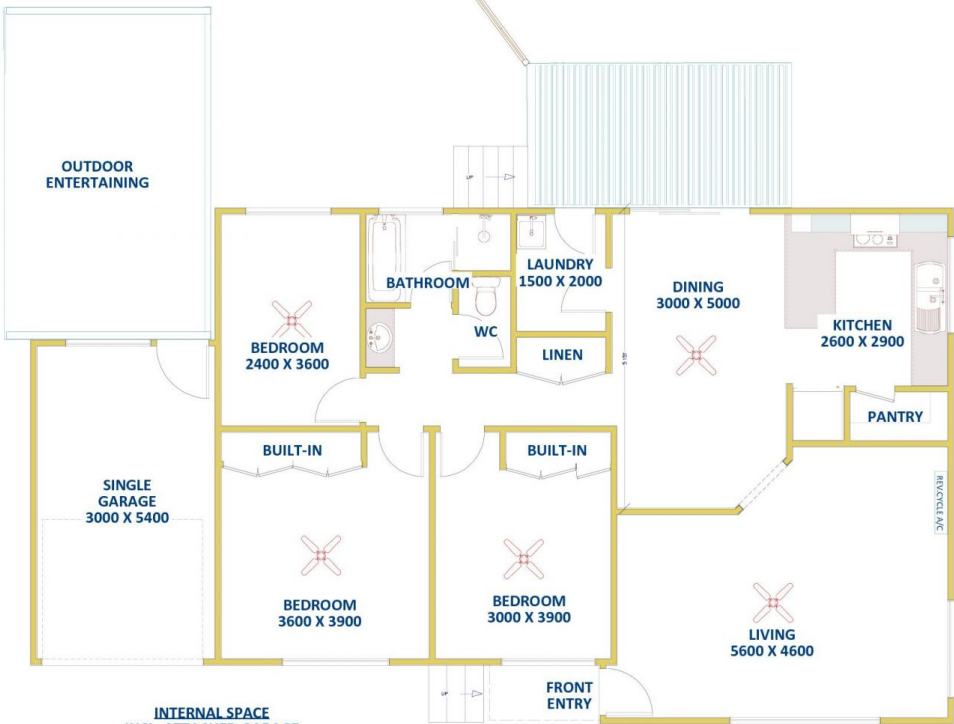 OUTDOOR
ENTERTAINING
UP
BATHROOM
LAUNDRY
1500 X 2000
DINING
3000 X 5000
KITCHEN
2600 X 2900
WC
BEDROOM
2400 X 3600
LINEN
PANTRY
BUILT-IN
BUILT-IN
SINGLE
GARAGE
3000 X 5400
REV.CYCLE A/C
BEDROOM
3600 X 3900
BEDROOM
3000 X 3900
LIVING
5600 X 4600
UP
FRONT
ENTRY
INTERNAL SPACE